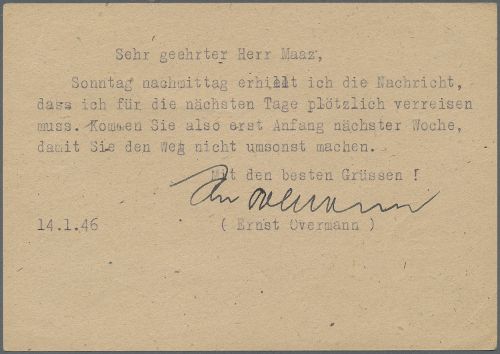 Sehr geehrter Herr Maaz,
Sonntag nachmittag erhielt ich die Nachricht,
dass ich für die nächsten Tage plötzlich verreisen
muss. Kommen Sie also erst Anfang nächster Woche,
damit Sie den Weg nicht umsonst machen.
Mit den besten Grüssen !
Overmann
14.1.46 ( Ernst Overmann )